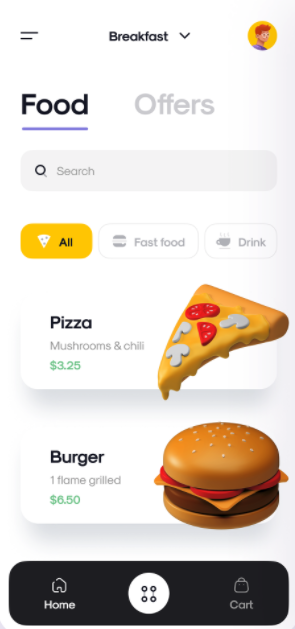 Breakfast
Food Offers
Search
All Fast food Drink
Pizza
Mushrooms & chili
$3.25
Burger
1 flame grilled
$6.50
Home Cart